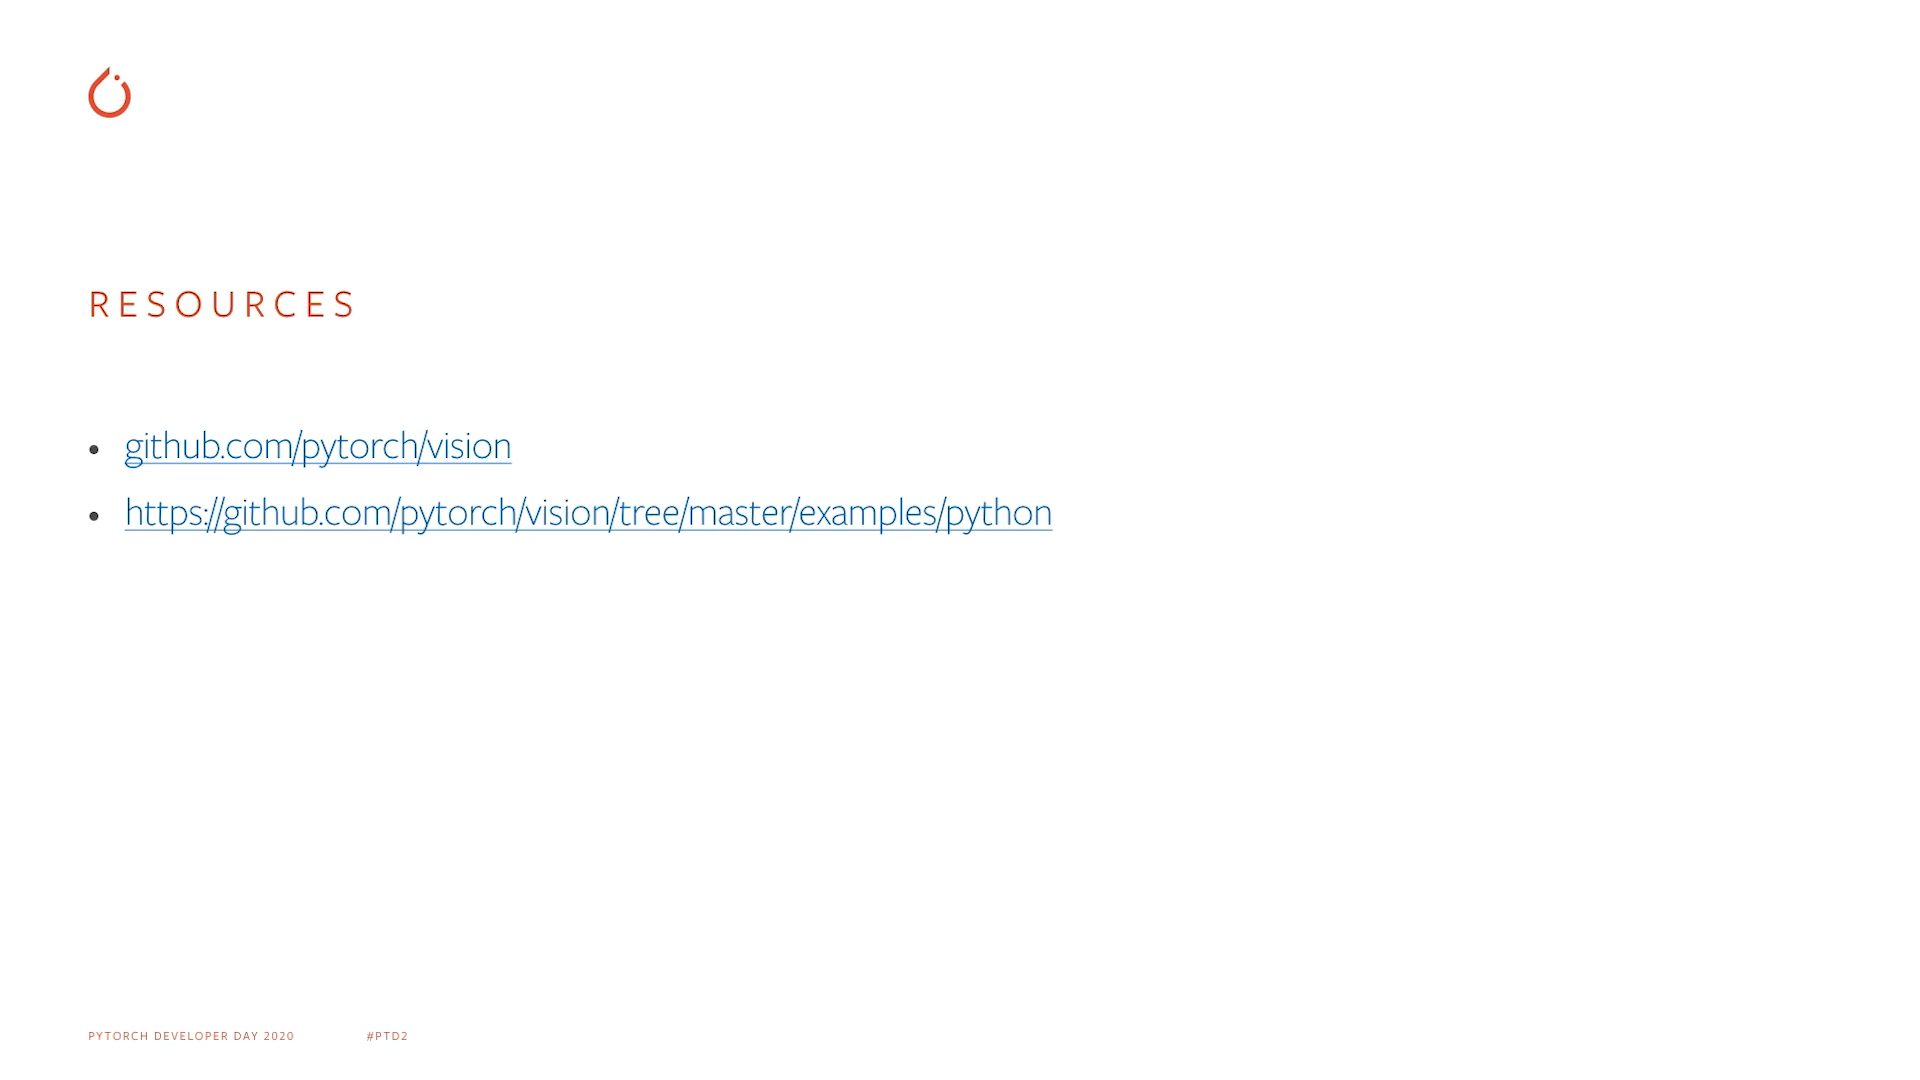 RESOURCES
• github.com/pytorch/vision
• https://github.com/pytorch/vision/tree/master/examples/python
PYTORCH DEVELOPER DAY 2020 #PTD2